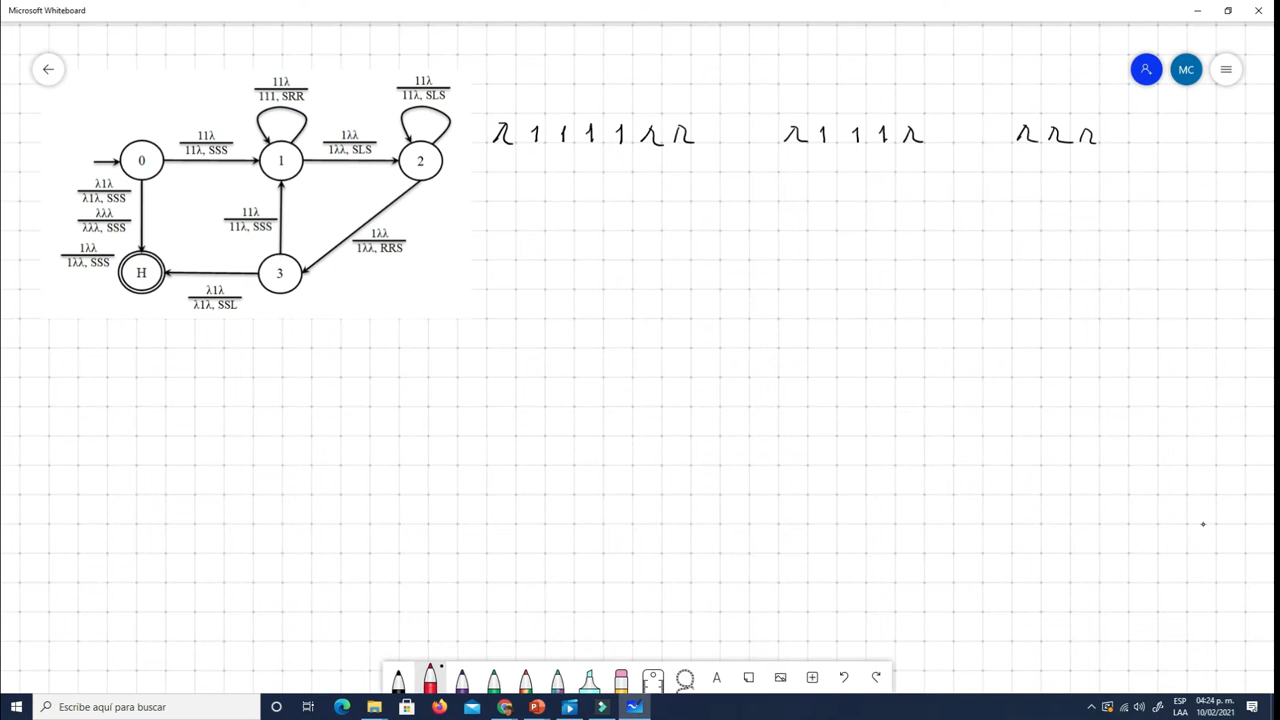 Microsoft Whiteboard
MC
11λ
111, SRR
11λ
11λ, SLS
11λ
11λ, SSS
1λλ
1λλ, SLS
0
1
2
λ 1 1 1 1 λ λ
λ 1 1 1 λ
λ λ λ
λ1λ
λ1λ, SSS
λλλ
λλλ, SSS
1λλ
1λλ, SSS
11λ
11λ, SSS
1λλ
1λλ, RRS
H
3
λ1λ
λ1λ, SSL
A
Escribe aquí para buscar
ESP
LAA
04:24 p. m.
10/02/2021